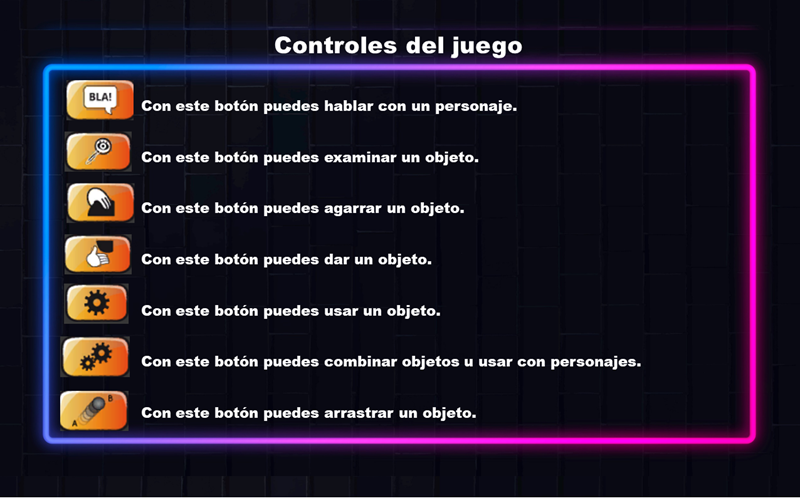 Controles del juego
BLA!
Con este botón puedes hablar con un personaje.
Con este botón puedes examinar un objeto.
Con este botón puedes agarrar un objeto.
Con este botón puedes dar un objeto.
Con este botón puedes usar un objeto.
Con este botón puedes combinar objetos u usar con personajes.
B
A
Con este botón puedes arrastrar un objeto.